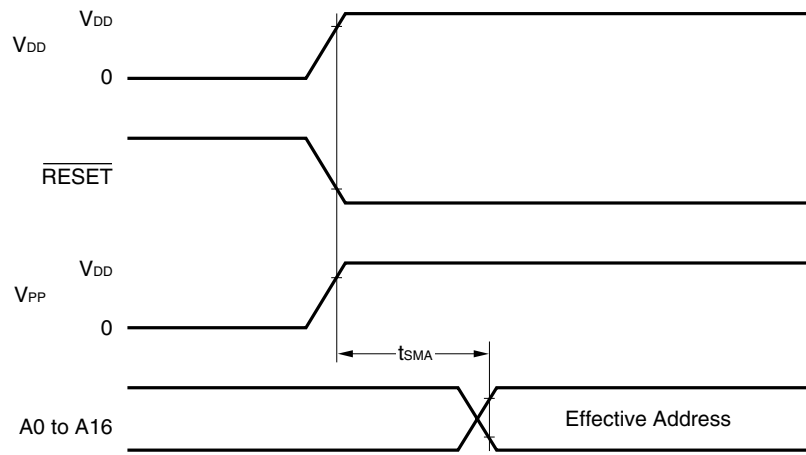 VDD
VDD
0
RESET
VDD
VPP
0
tSMA
A0 to A16
Effective Address